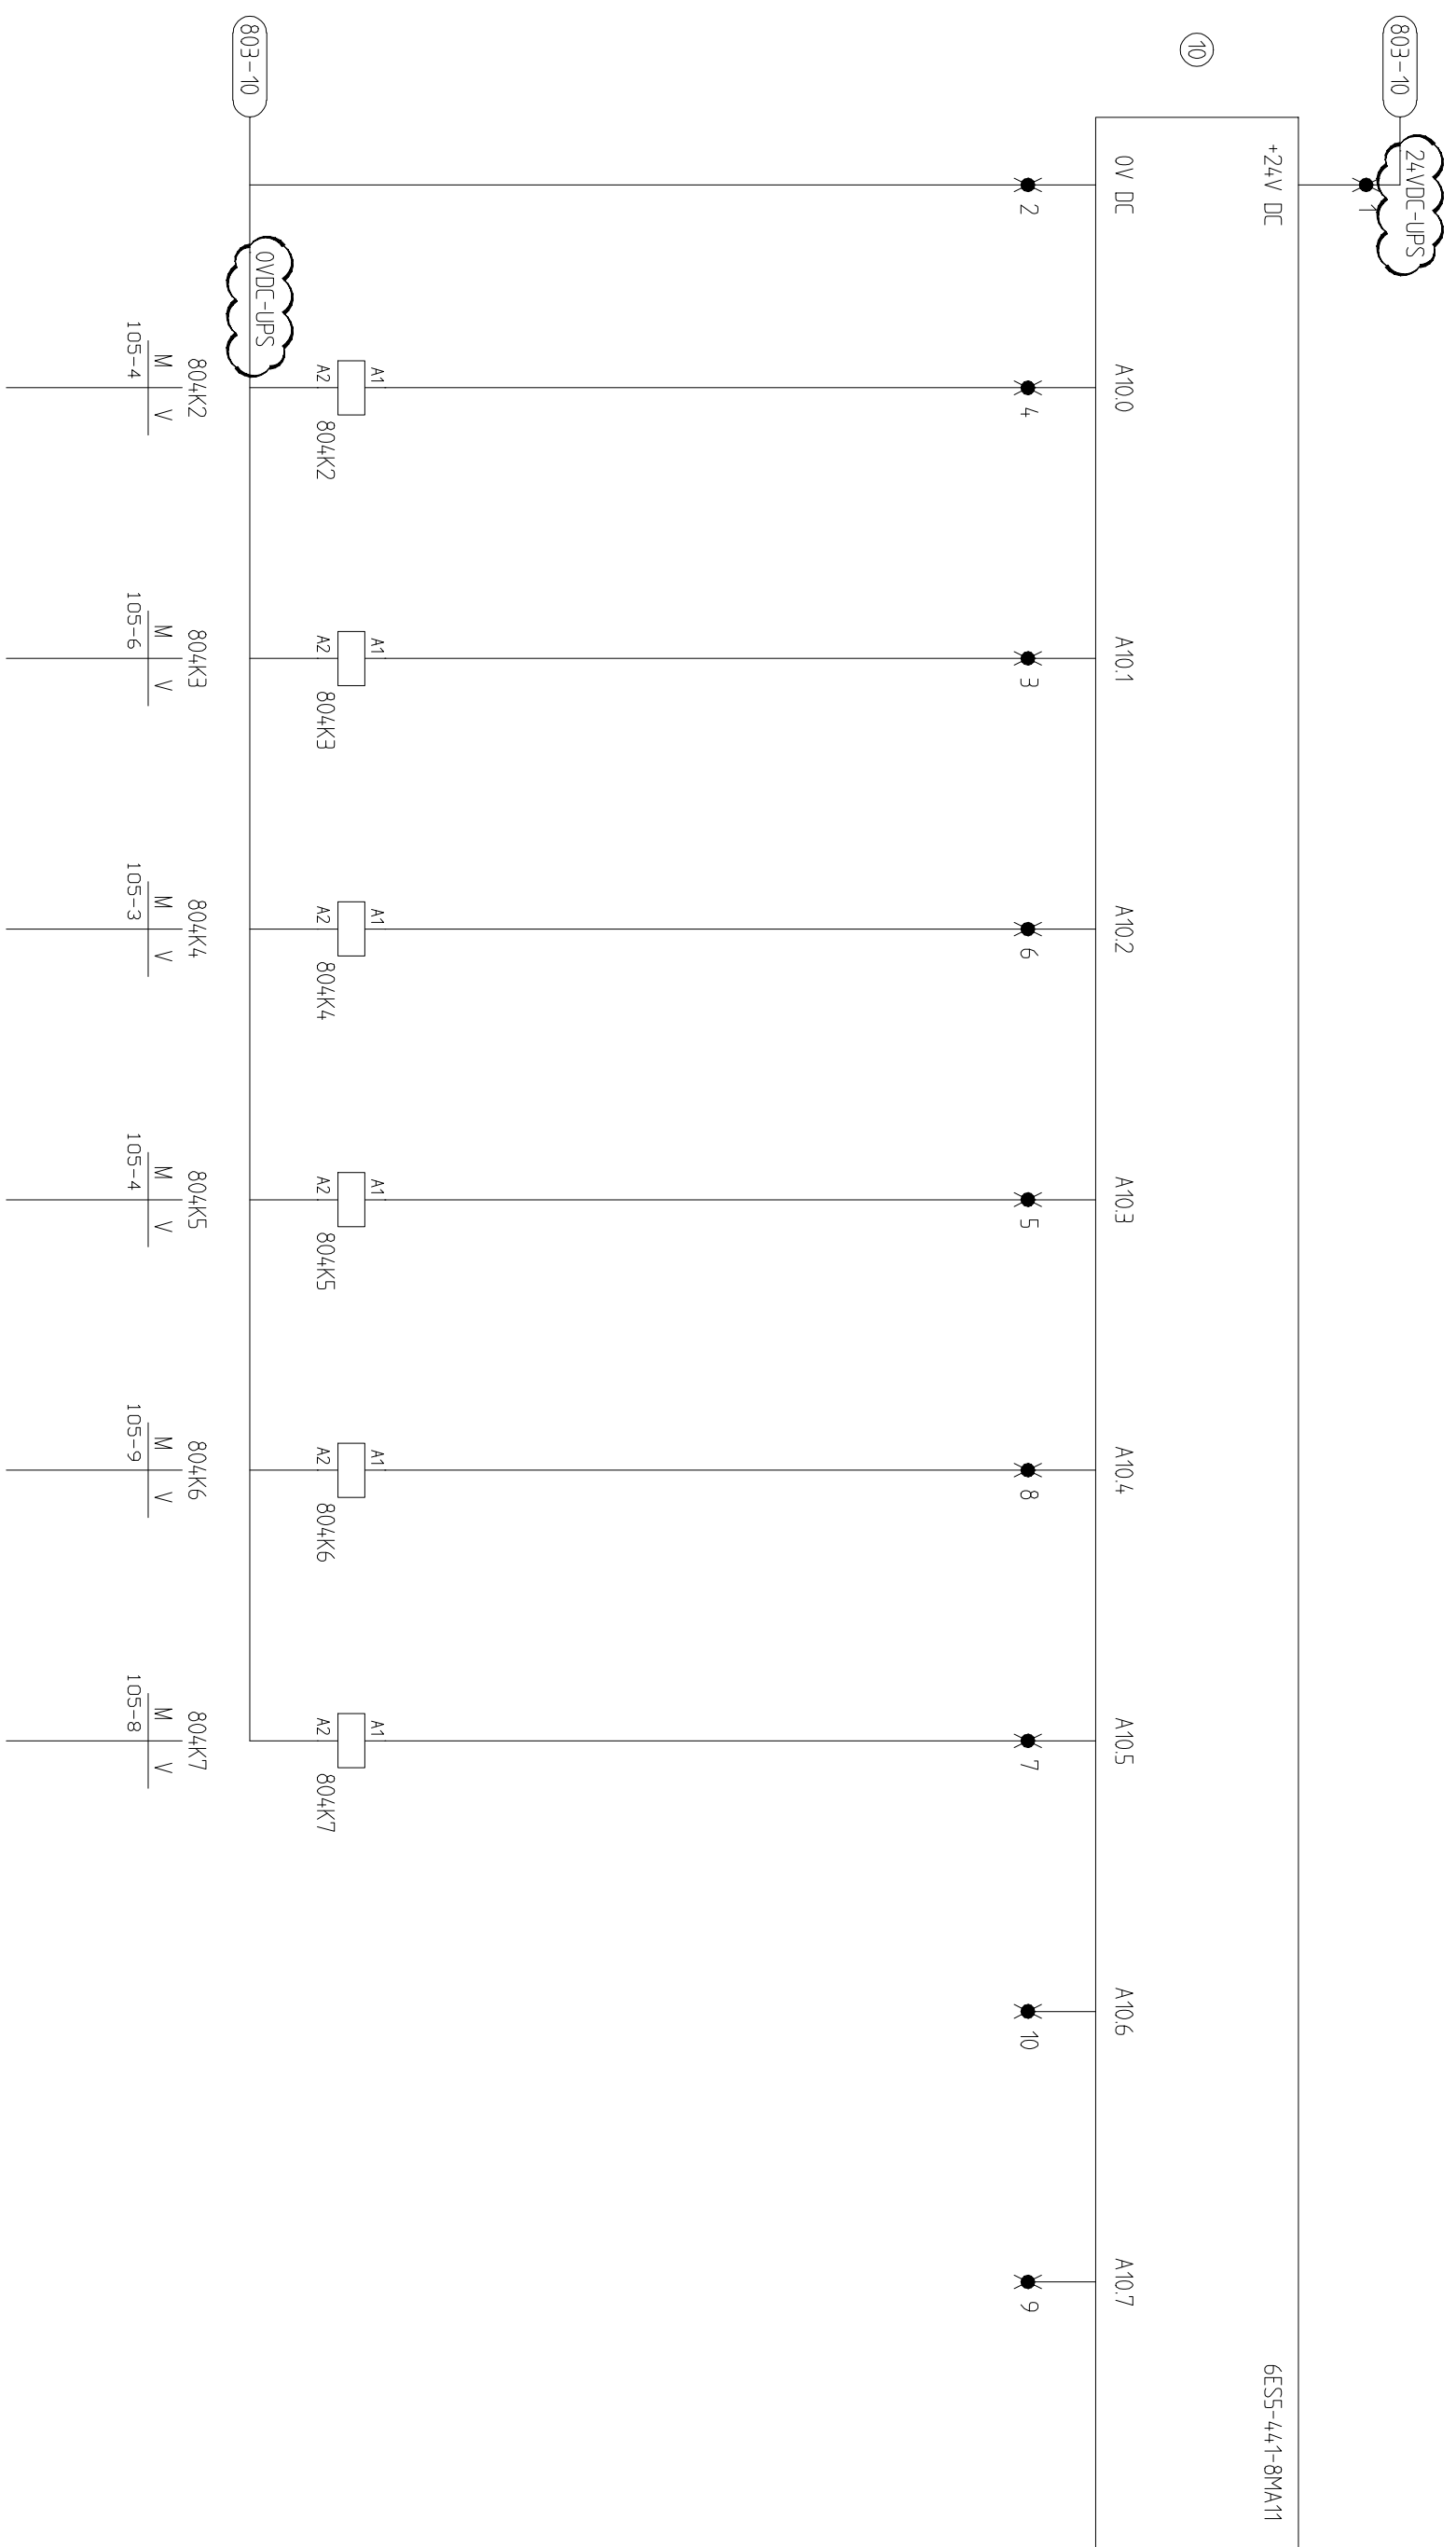 803-10
24VDC-UPS
1
10
+24V DC
6ES5-441-8MA11
0V DC
A10.0
A10.1
A10.2
A10.3
A10.4
A10.5
A10.6
A10.7
2
4
3
6
5
8
7
10
9
A1
A1
A1
A1
A1
A1
A2
A2
A2
A2
A2
A2
804K2
804K3
804K4
804K5
804K6
804K7
803-10
0VDC-UPS
804K2
804K3
804K4
804K5
804K6
804K7
M V
M V
M V
M V
M V
M V
105-4
105-6
105-3
105-4
105-9
105-8